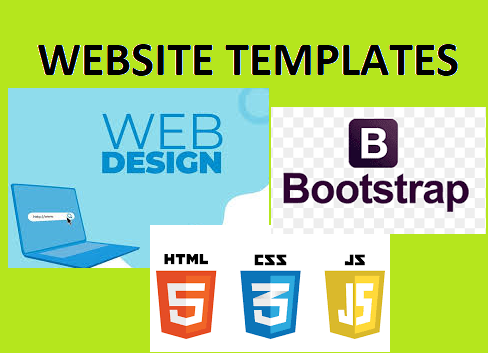 WEBSITE TEMPLATES
WEB
DESIGN
B
Bootstrap
HTML CSS JS
5 3 JS